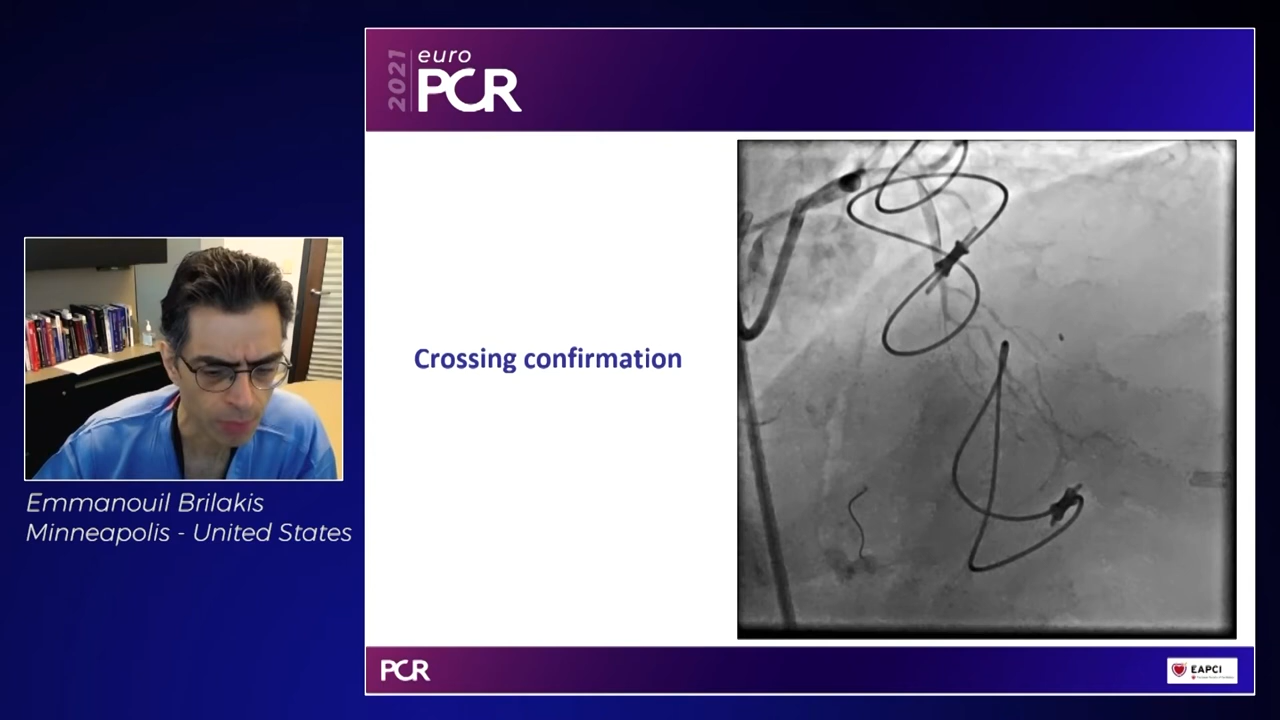 2021 euro
PCR
Crossing confirmation
Emmanouil Brilakis
Minneapolis - United States
PCR
EAPCI